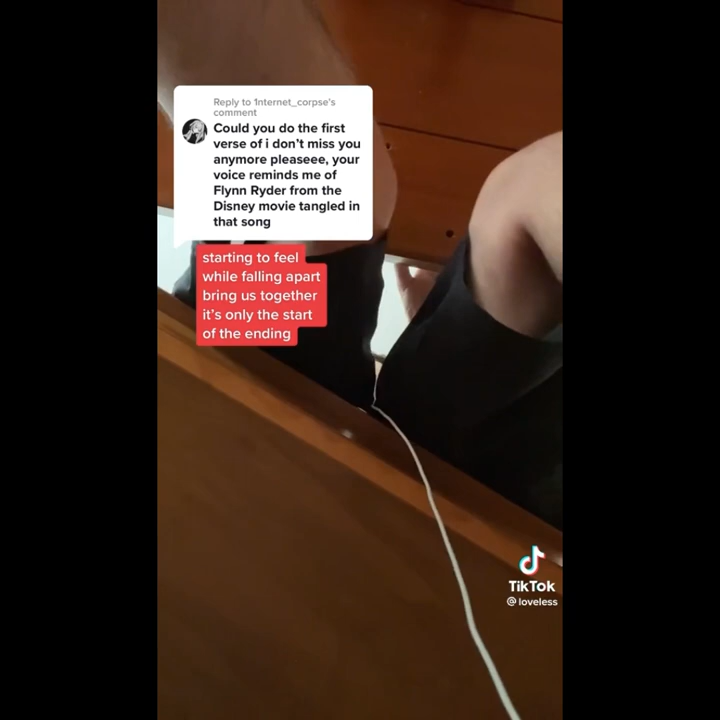 Reply to 1nternet_corpse's
comment
Could you do the first
verse of i don't miss you
anymore pleaseee, your
voice reminds me of
Flynn Ryder from the
Disney movie tangled in
that song
starting to feel
while falling apart
bring us together
it's only the start
of the ending
TikTok
@ loveless